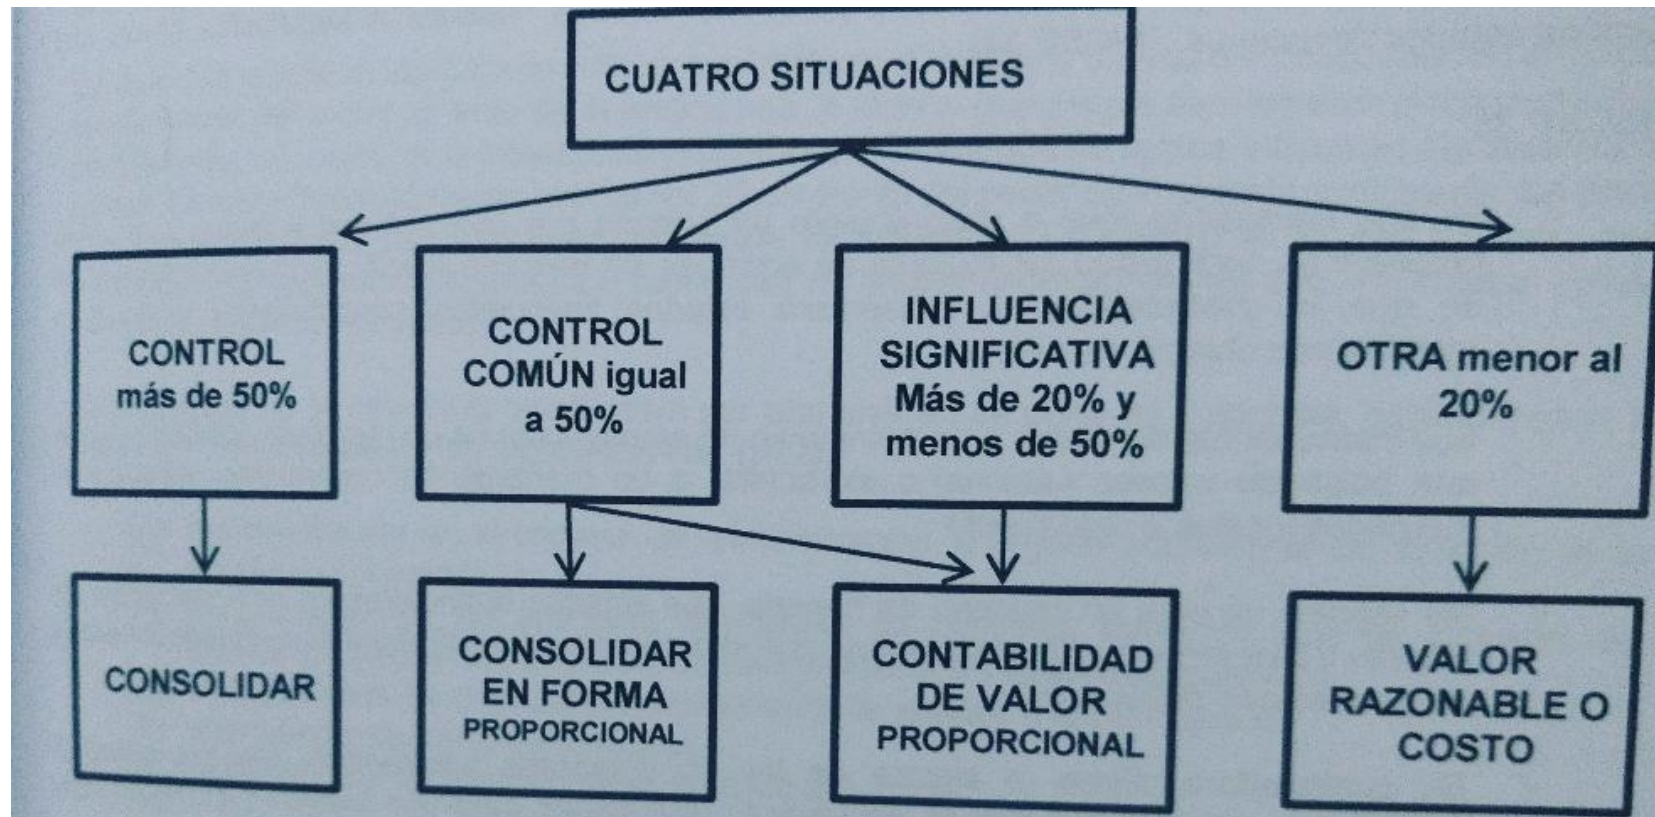 CUATRO SITUACIONES
CONTROL
más de 50%
CONTROL
COMÚN igual
a 50%
INFLUENCIA
SIGNIFICATIVA
Más de 20% y
menos de 50%
OTRA menor al
20%
CONSOLIDAR
CONSOLIDAR
EN FORMA
PROPORCIONAL
CONTABILIDAD
DE VALOR
PROPORCIONAL
VALOR
RAZONABLE O
COSTO